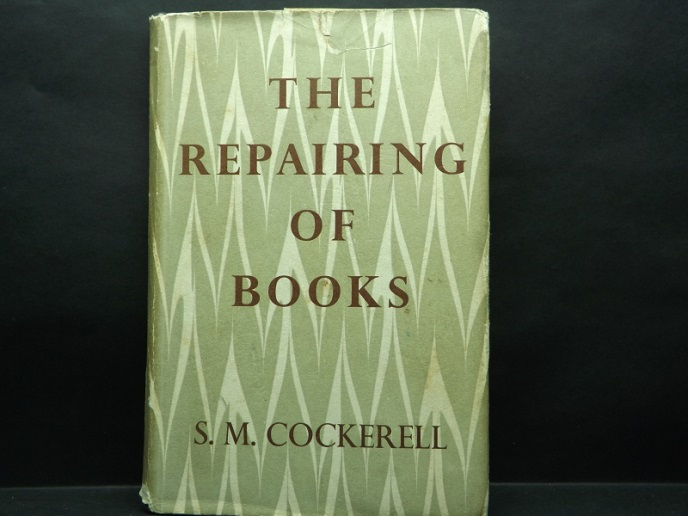 THE
REPAIRING
OF
BOOKS
S. M. COCKERELL